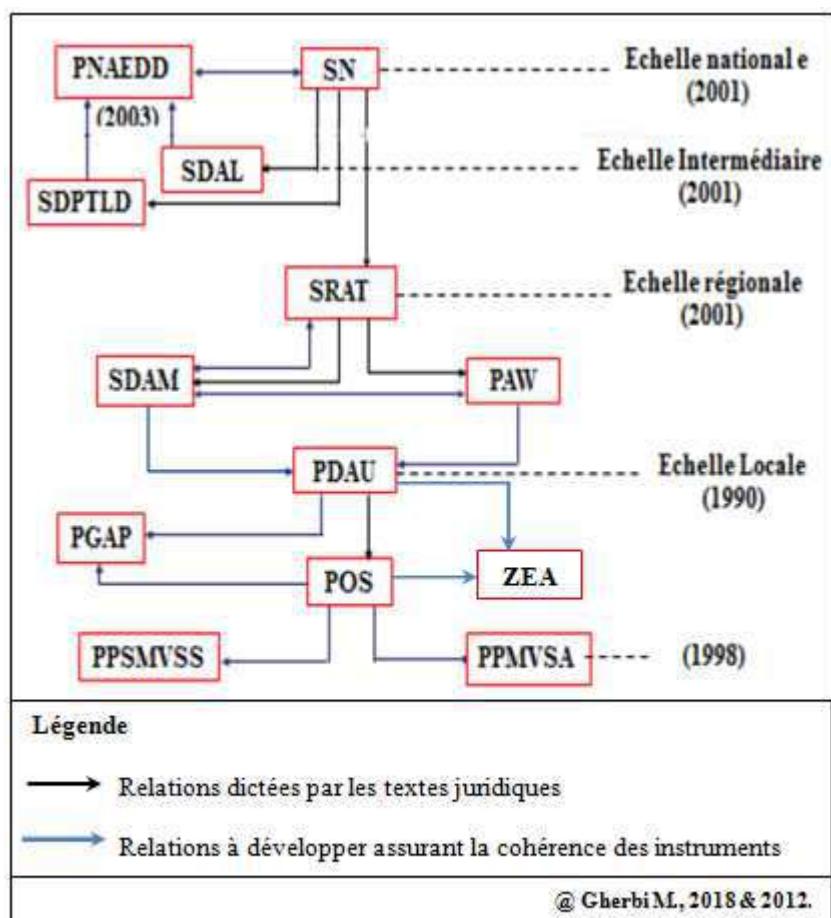 PNAEDD
(2003)
SN
Echelle national e
(2001)
SDAL
Echelle Intermédiaire
(2001)
SDPTLD
SRAT
Echelle régionale
(2001)
SDAM
PAW
PDAU
Echelle Locale
(1990)
PGAP
POS
ZEA
PPSMVSS
PPMVSA
(1998)
Légende
Relations dictées par les textes juridiques
Relations à développer assurant la cohérence des instruments
@ Gherbi M., 2018 & 2012.